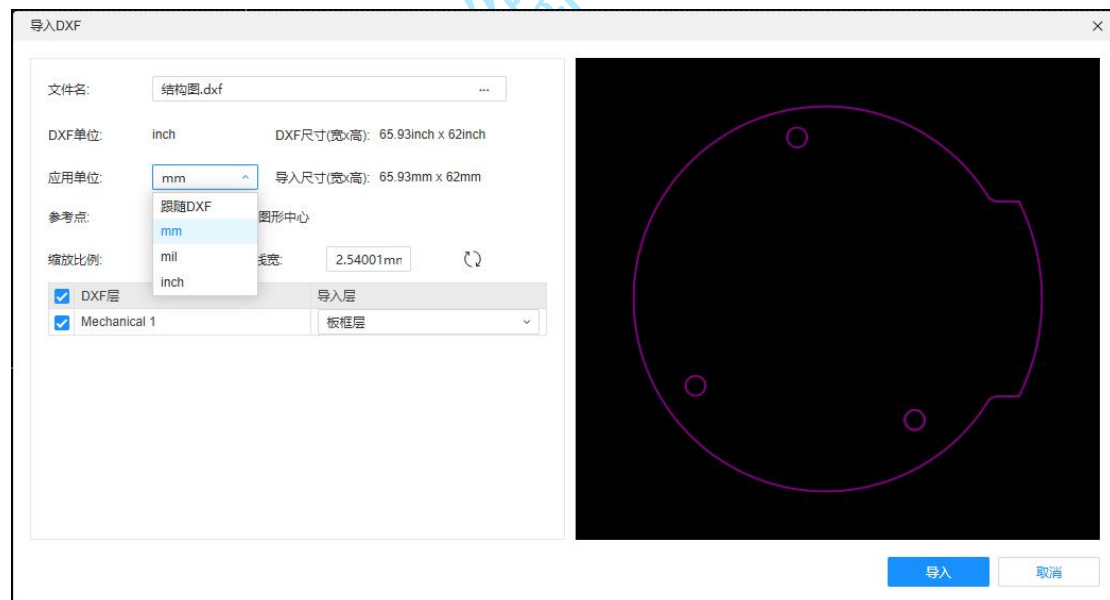 导入DXF
文件名: 结构图.dxf ...
DXF单位: inch DXF尺寸(宽x高): 65.93inch x 62inch
应用单位: mm 导入尺寸(宽x高): 65.93mm x 62mm
跟随DXF
参考点: 图形中心
mm
缩放比例: mil 线宽: 2.54001mm
inch
DXF层 导入层
Mechanical 1 板框层
导入 取消